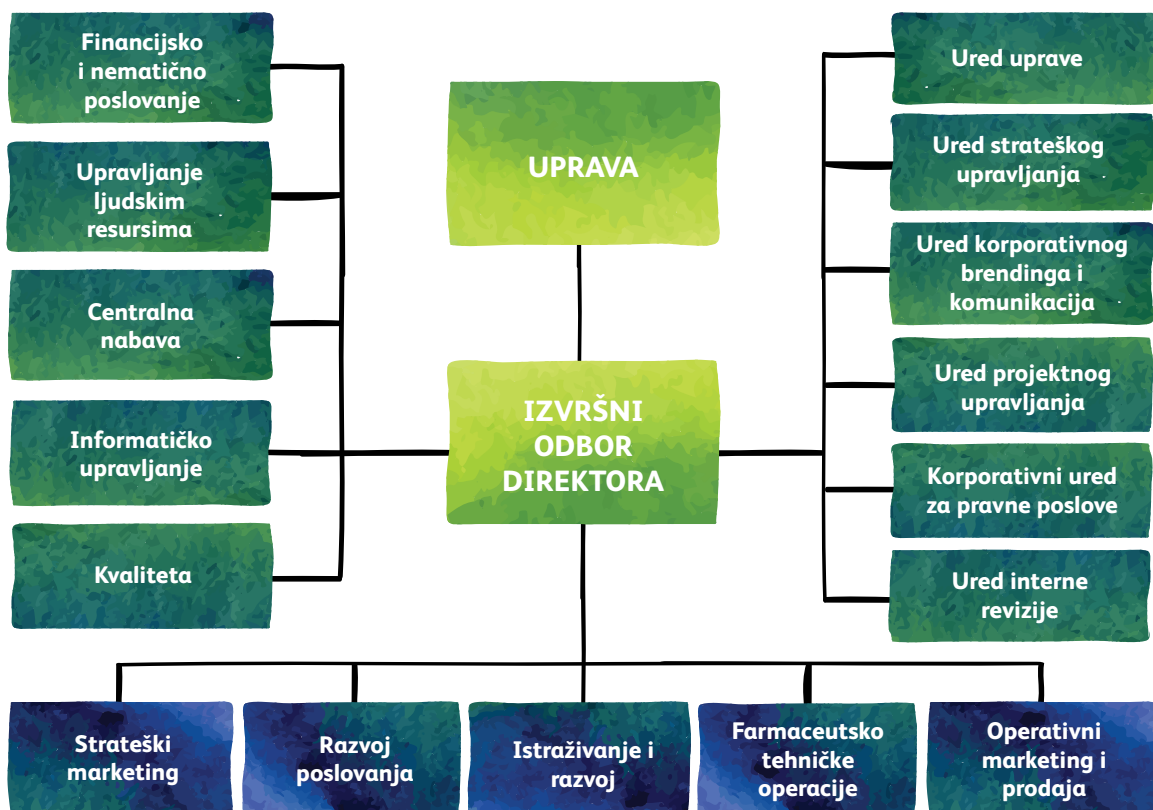 Financijsko
i nematično
poslovanje
Upravljanje
ljudskim
resursima
Centralna
nabava
Informatičko
upravljanje
Kvaliteta
UPRAVA
IZVRŠNI
ODBOR
DIREKTORA
Ured uprave
Ured strateškog
upravljanja
Ured korporativnog
brendinga i
komunikacija
Ured projektnog
upravljanja
Korporativni ured
za pravne poslove
Ured interne
revizije
Strateški
marketing
Razvoj
poslovanja
Istraživanje i
razvoj
Farmaceutsko
tehničke
operacije
Operativni
marketing i
prodaja